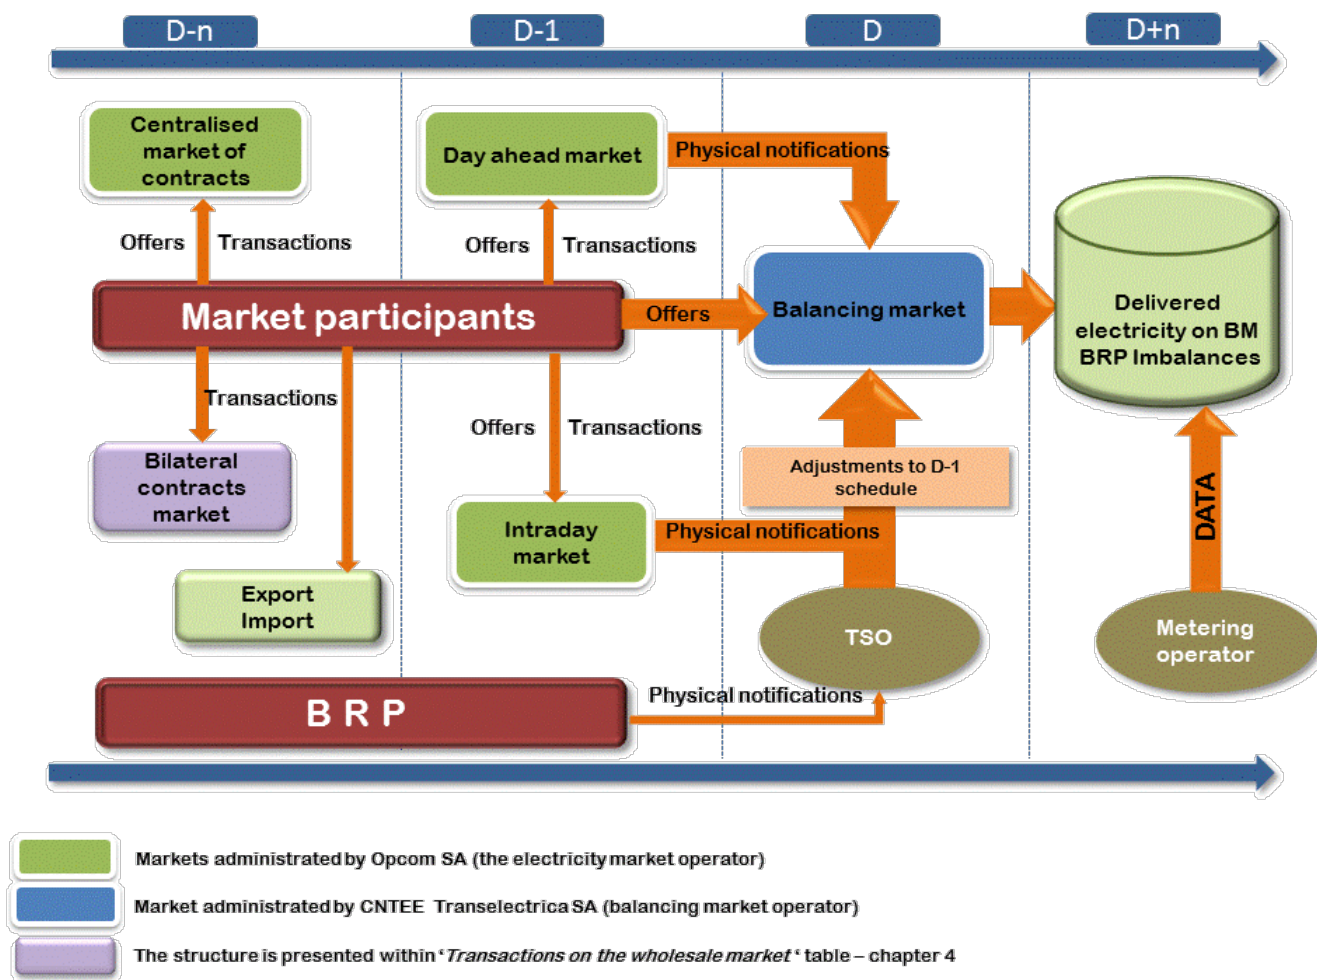 D-n
D-1
D
D+n
Centralised
market of
contracts
Day ahead market
Physical notifications
Offers
Transactions
Offers
Transactions
Market participants
Offers
Balancing market
Delivered
electricity on BM
BRP Imbalances
Transactions
Offers
Transactions
Bilateral
contracts
market
Adjustments to D-1
schedule
DATA
Intraday
market
Physical notifications
Export
Import
TSO
Metering
operator
B R P
Physical notifications
Markets administrated by Opcom SA (the electricity market operator)
Market administrated by CNTEE Transelectrica SA (balancing market operator)
The structure is presented within ‘Transactions on the wholesale market ‘ table – chapter 4